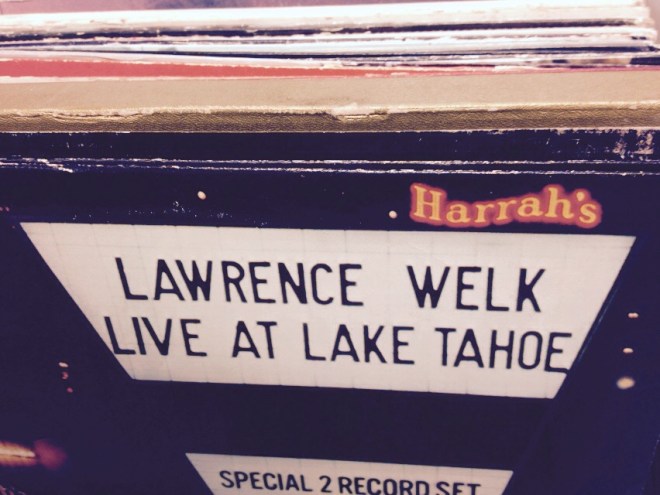 Harrah's
LAWRENCE WELK
LIVE AT LAKE TAHOE
SPECIAL 2 RECORD SET